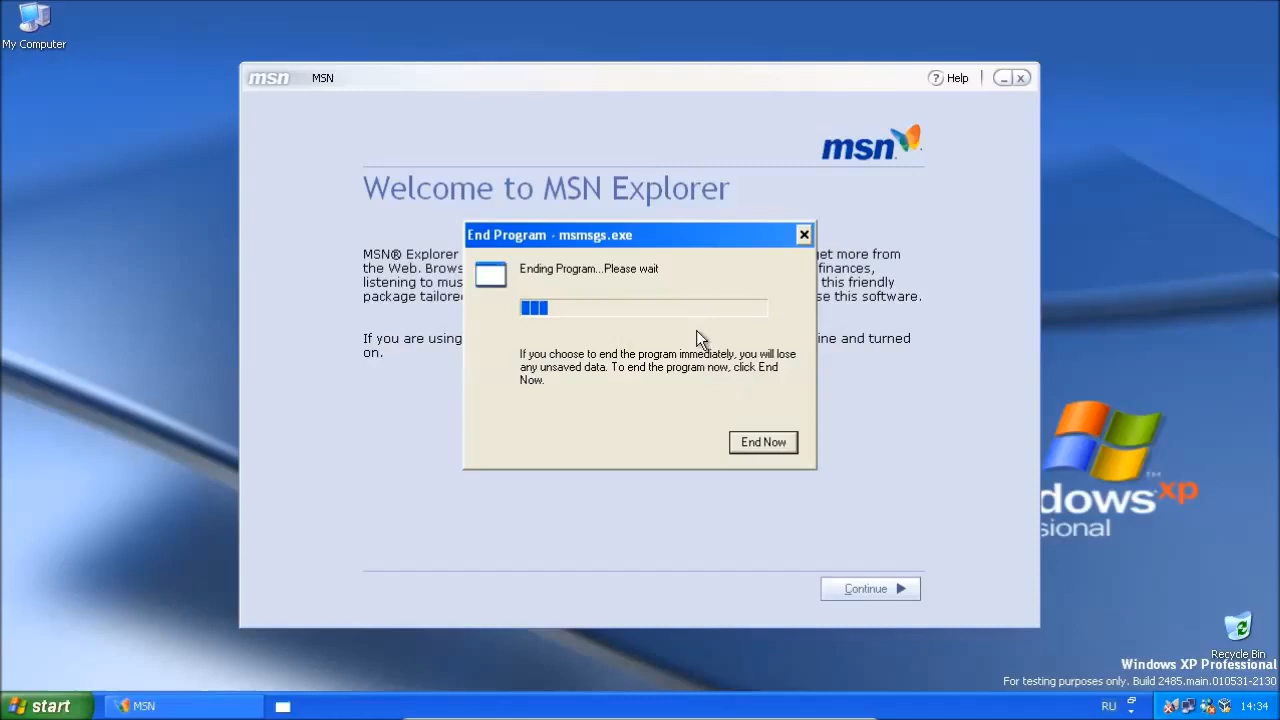 My Computer
msn MSN
Help
msn
Welcome to MSN Explorer
MSN® Explorer
et more from
the Web. Brows
finances,
listening to mus
this friendly
package tailored
se this software.
If you are using
ine and turned
on.
End Program - msmsgs.exe
Ending Program...Please wait
If you choose to end the program immediately, you will lose
any unsaved data. To end the program now, click End
Now.
End Now
dows xp
sional
Continue
Recycle Bin
Windows XP Professional
For testing purposes only. Build 2485.main.010531-2130
start
MSN
RU
14:34